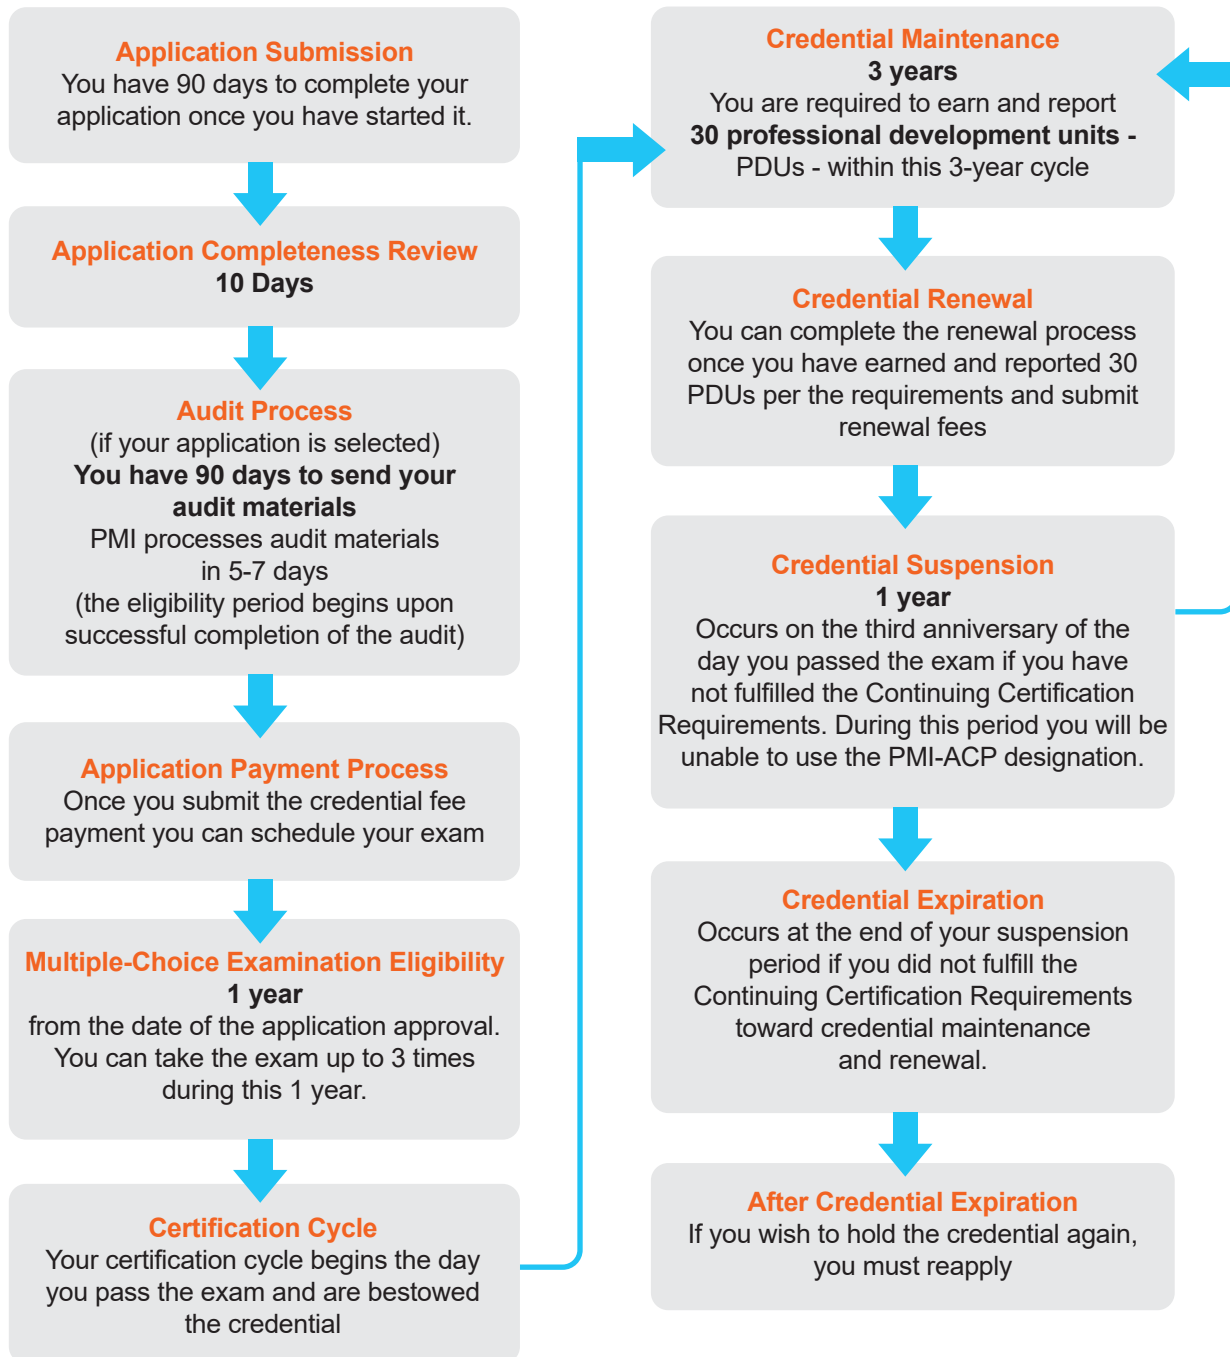 Application Submission
You have 90 days to complete your
application once you have started it.
Application Completeness Review
10 Days
Audit Process
(if your application is selected)
You have 90 days to send your
audit materials
PMI processes audit materials
in 5-7 days
(the eligibility period begins upon
successful completion of the audit)
Application Payment Process
Once you submit the credential fee
payment you can schedule your exam
Multiple-Choice Examination Eligibility
1 year
from the date of the application approval.
You can take the exam up to 3 times
during this 1 year.
Certification Cycle
Your certification cycle begins the day
you pass the exam and are bestowed
the credential
Credential Maintenance
3 years
You are required to earn and report
30 professional development units -
PDUs - within this 3-year cycle
Credential Renewal
You can complete the renewal process
once you have earned and reported 30
PDUs per the requirements and submit
renewal fees
Credential Suspension
1 year
Occurs on the third anniversary of the
day you passed the exam if you have
not fulfilled the Continuing Certification
Requirements. During this period you will be
unable to use the PMI-ACP designation.
Credential Expiration
Occurs at the end of your suspension
period if you did not fulfill the
Continuing Certification Requirements
toward credential maintenance
and renewal.
After Credential Expiration
If you wish to hold the credential again,
you must reapply